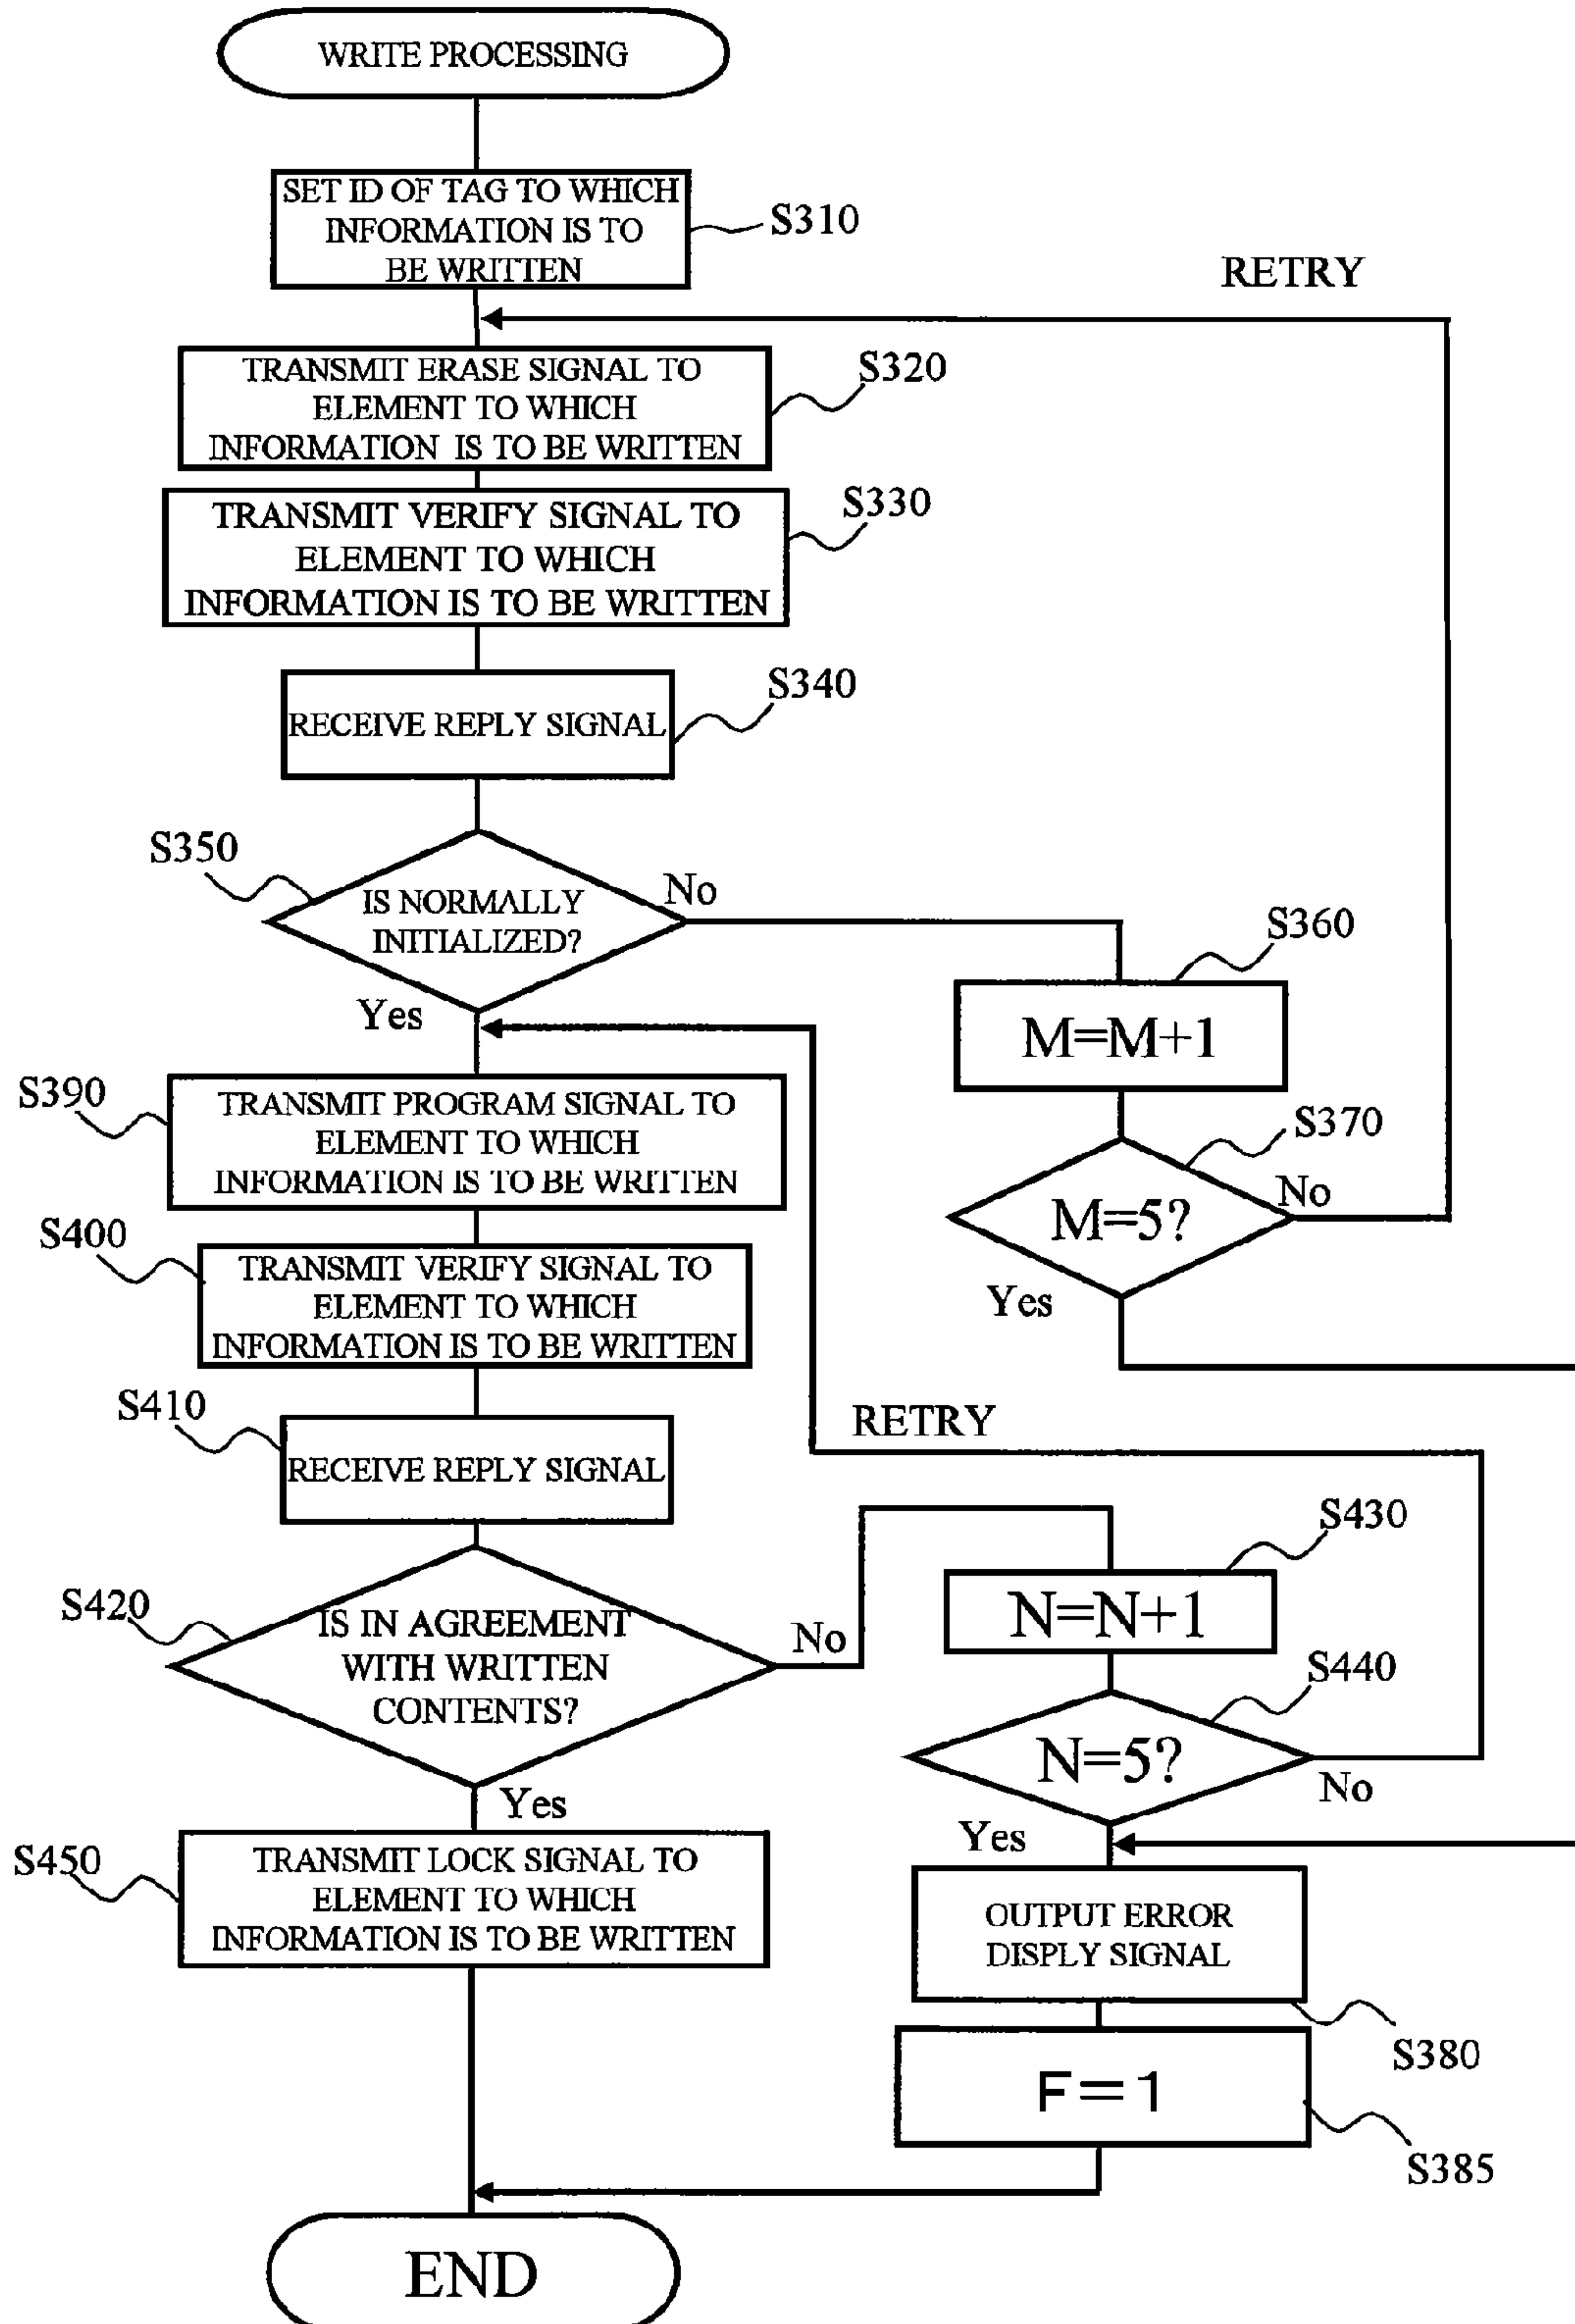 WRITE PROCESSING
SET ID OF TAG TO WHICH
INFORMATION IS TO
BE WRITTEN
S310
RETRY
TRANSMIT ERASE SIGNAL TO
ELEMENT TO WHICH
INFORMATION IS TO BE WRITTEN
S320
TRANSMIT VERIFY SIGNAL TO
ELEMENT TO WHICH
INFORMATION IS TO BE WRITTEN
S330
RECEIVE REPLY SIGNAL
S340
S350
IS NORMALLY
INITIALIZED?
No
Yes
S360
M=M+1
S370
M=5?
No
Yes
S390
TRANSMIT PROGRAM SIGNAL TO
ELEMENT TO WHICH
INFORMATION IS TO BE WRITTEN
S400
TRANSMIT VERIFY SIGNAL TO
ELEMENT TO WHICH
INFORMATION IS TO BE WRITTEN
S410
RECEIVE REPLY SIGNAL
RETRY
S420
IS IN AGREEMENT
WITH WRITTEN
CONTENTS?
No
Yes
S430
N=N+1
S440
N=5?
No
Yes
S450
TRANSMIT LOCK SIGNAL TO
ELEMENT TO WHICH
INFORMATION IS TO BE WRITTEN
OUTPUT ERROR
DISPLY SIGNAL
S380
F=1
S385
END